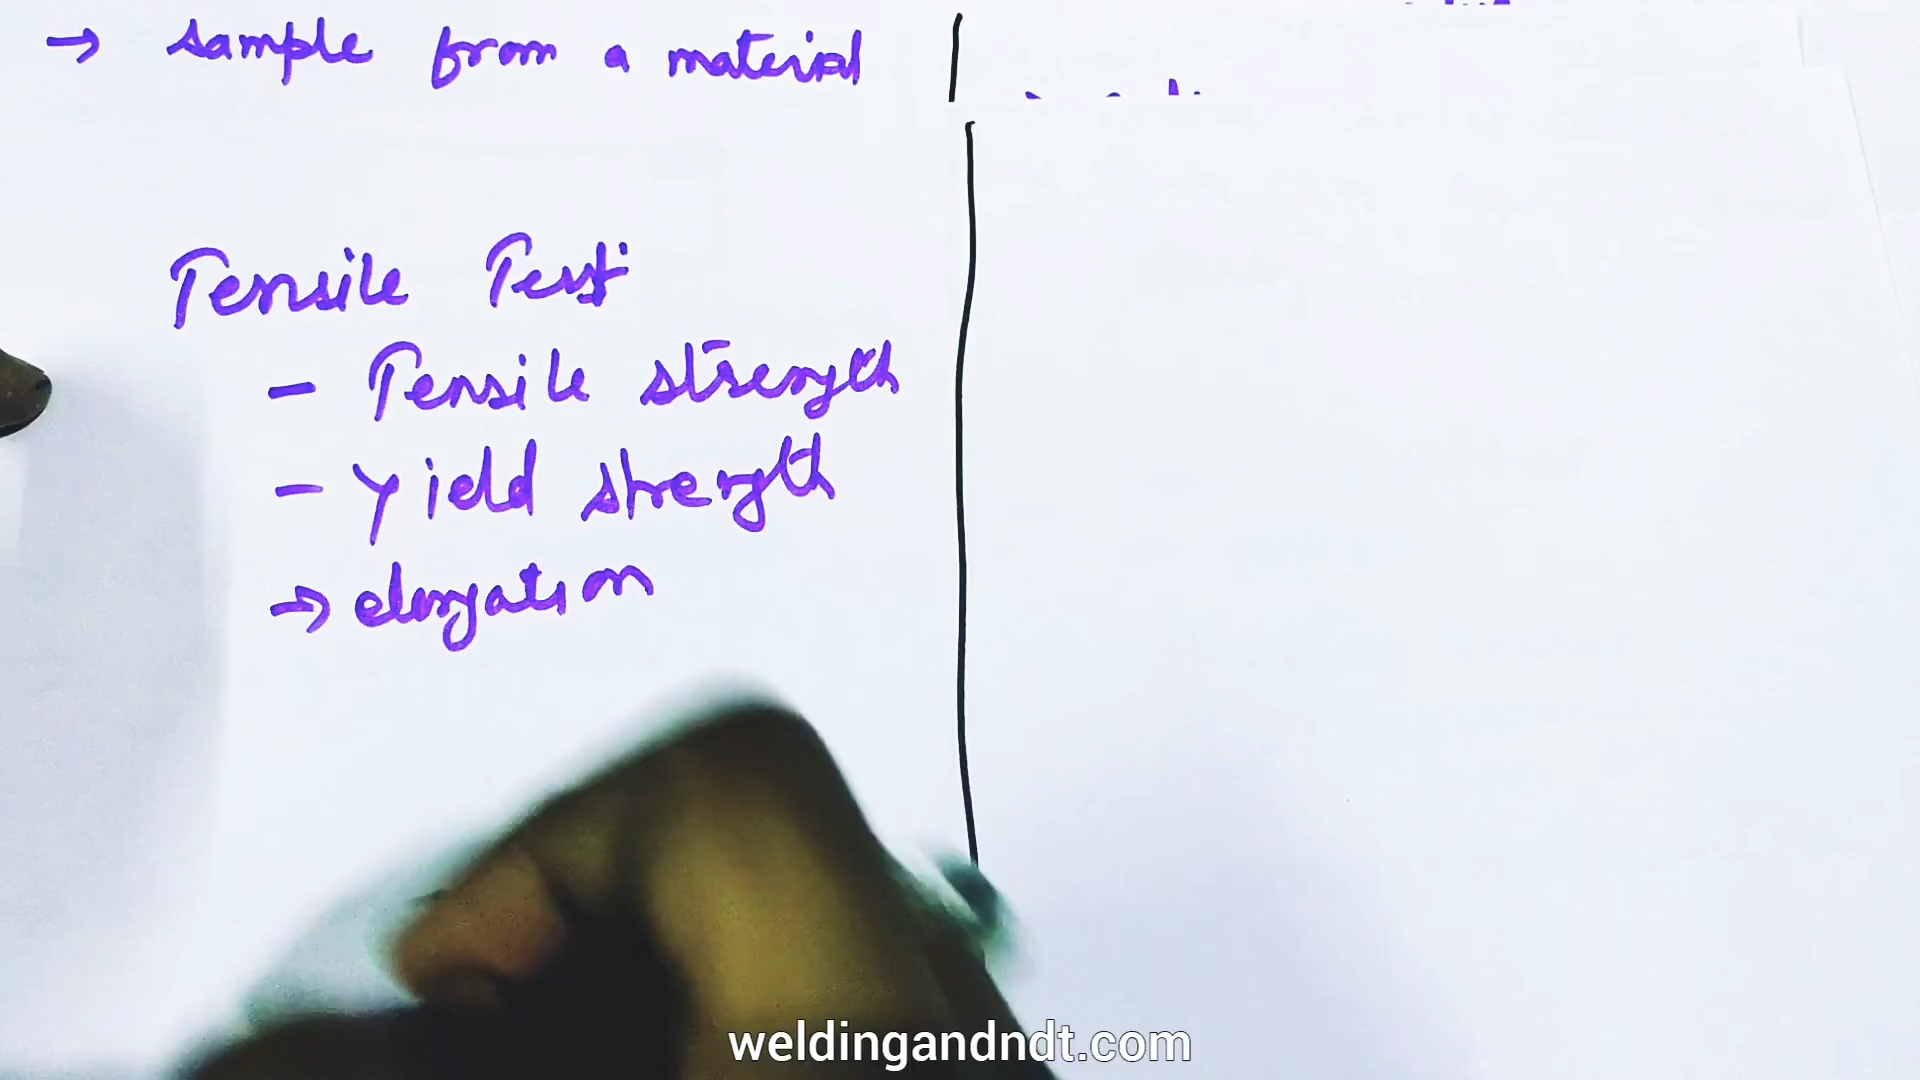 → sample from a material
Tensile Test
- Tensile strength
- Yield strength
→ elongation
weldingandndt.com